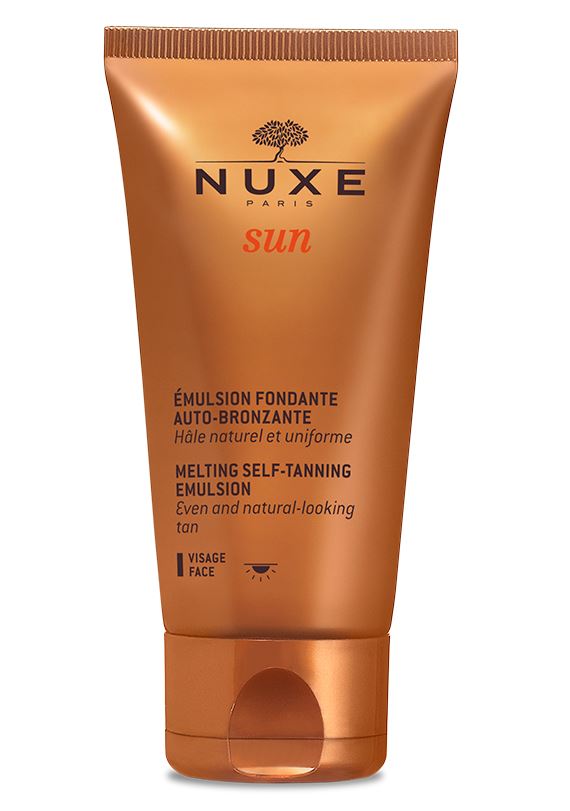 NUXE
PARIS
sun
ÉMULSION FONDANTE
AUTO-BRONZANTE
Hâle naturel et uniforme
MELTING SELF-TANNING
EMULSION
Even and natural-looking
tan
VISAGE
FACE